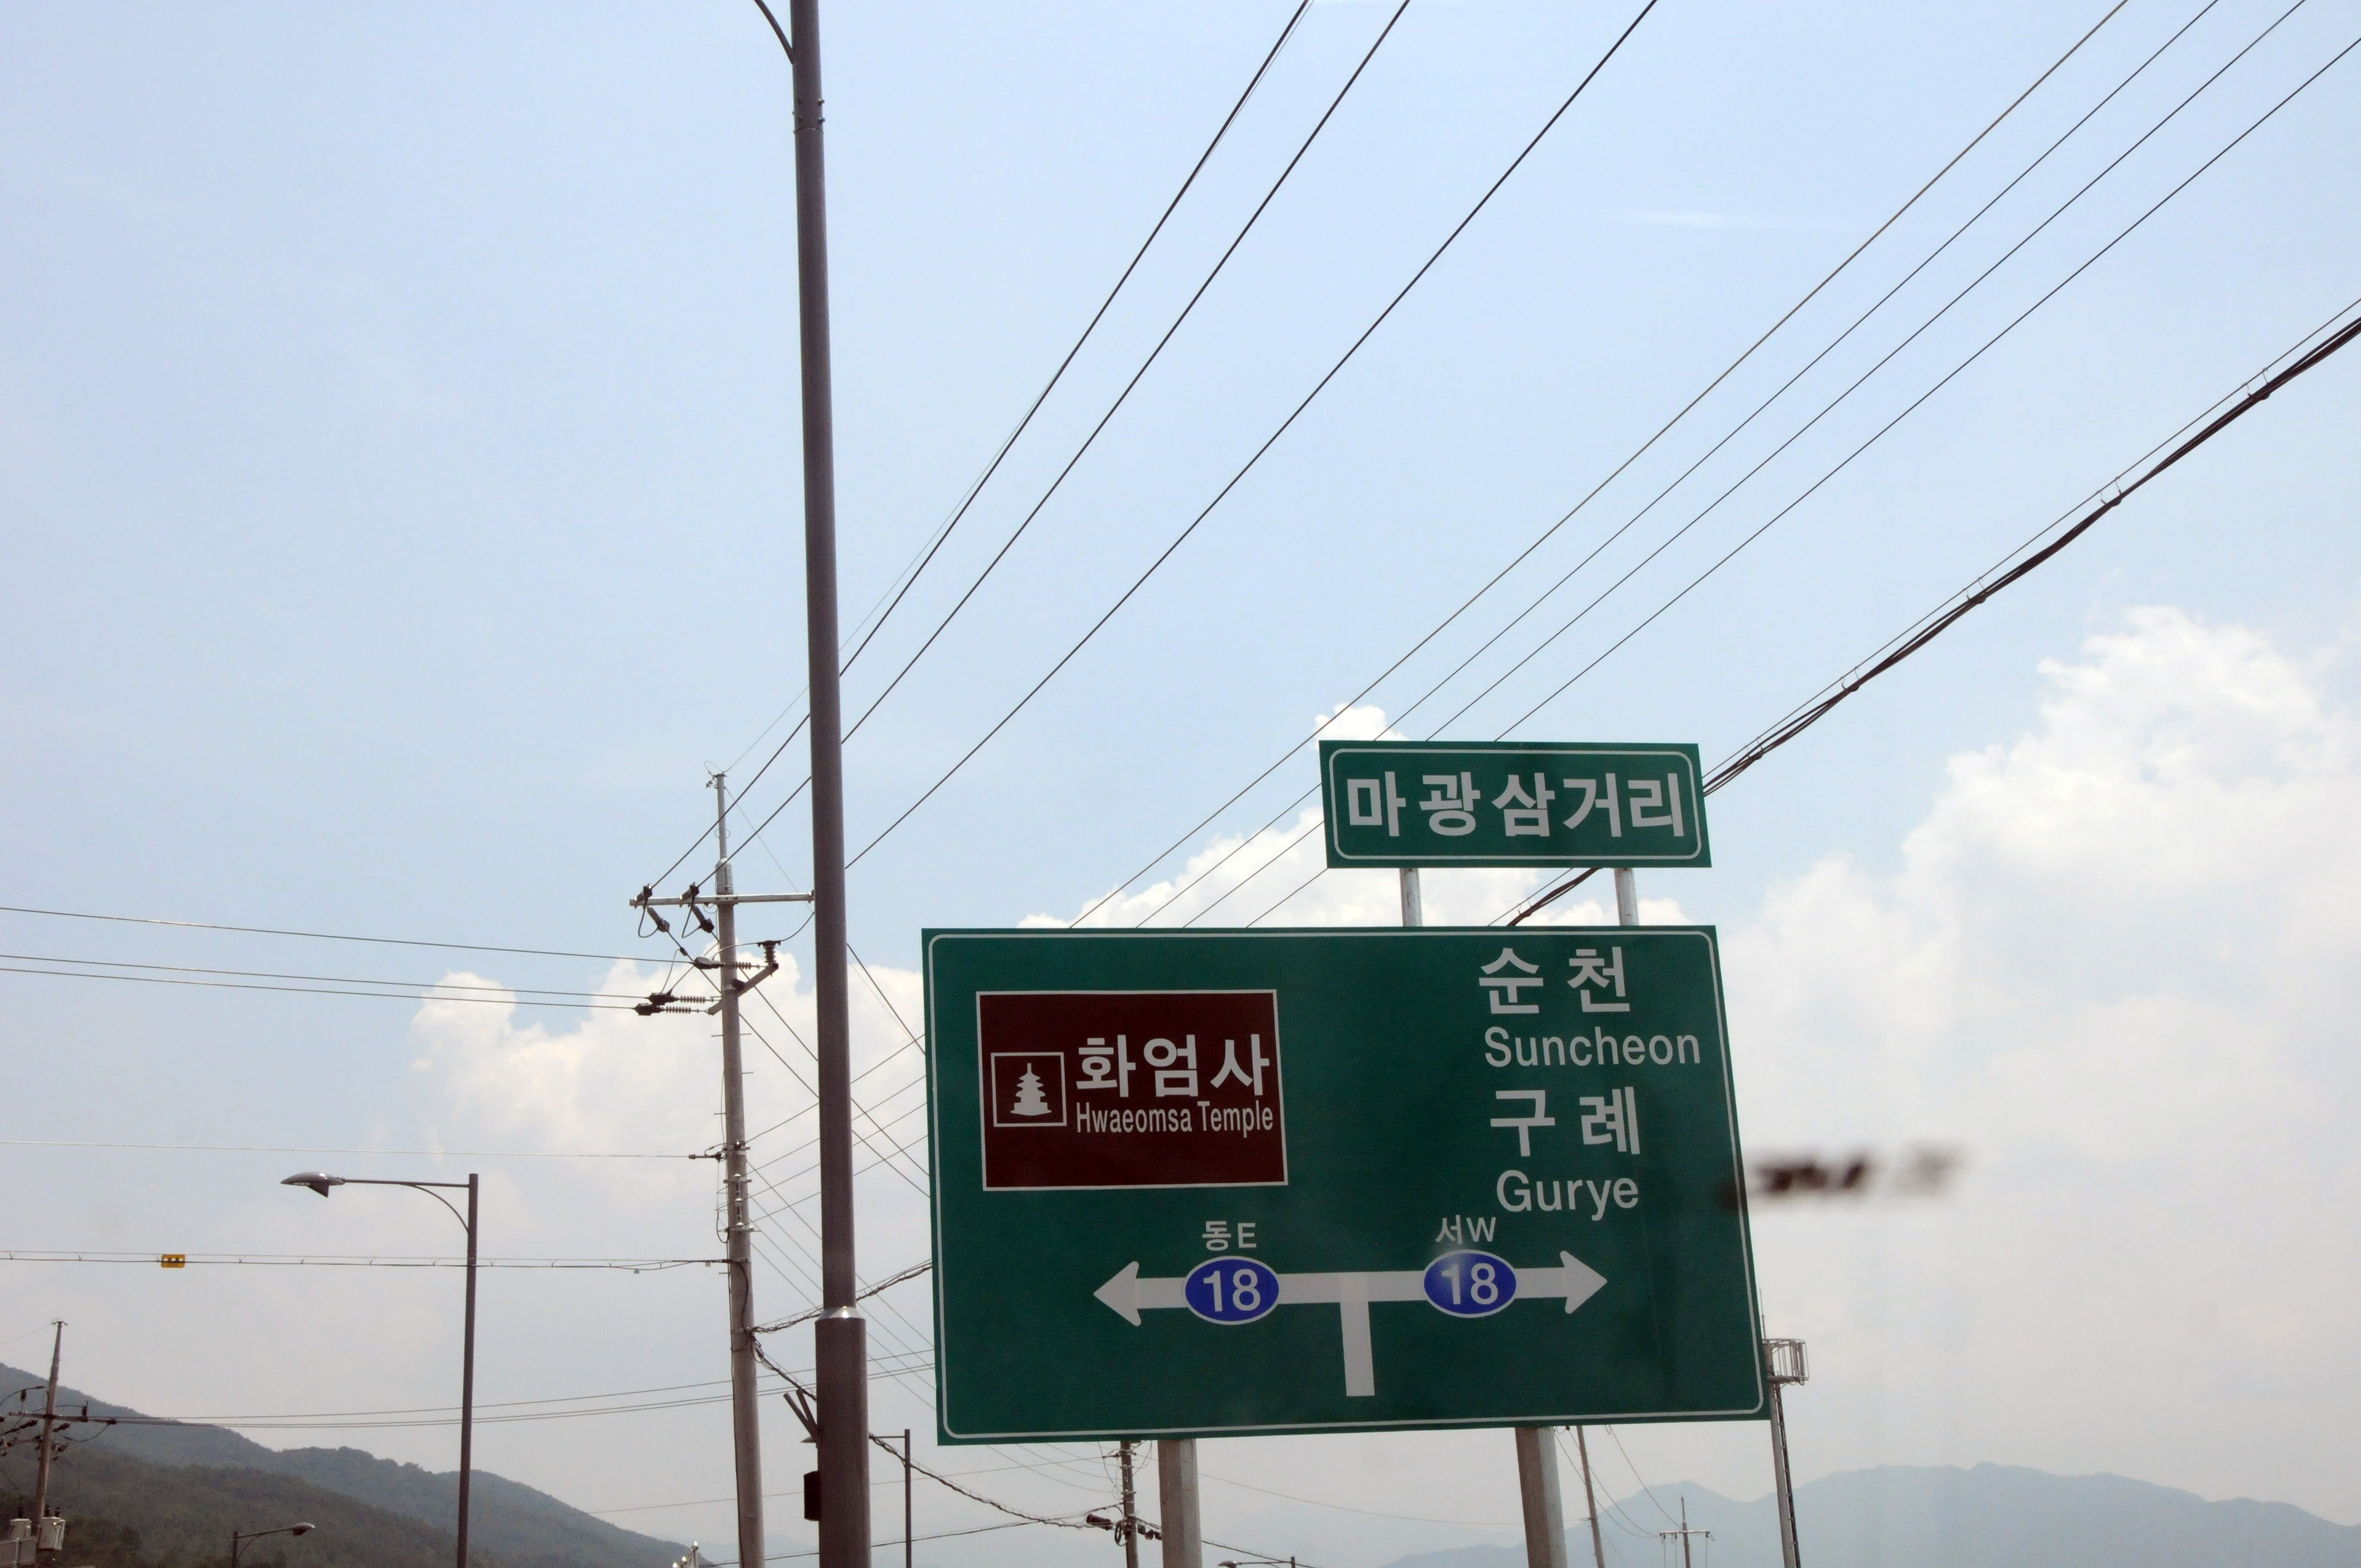 마광삼거리
화엄사
Hwaeomsa Temple
순천
Suncheon
구례
Gurye
동E
18
서W
18